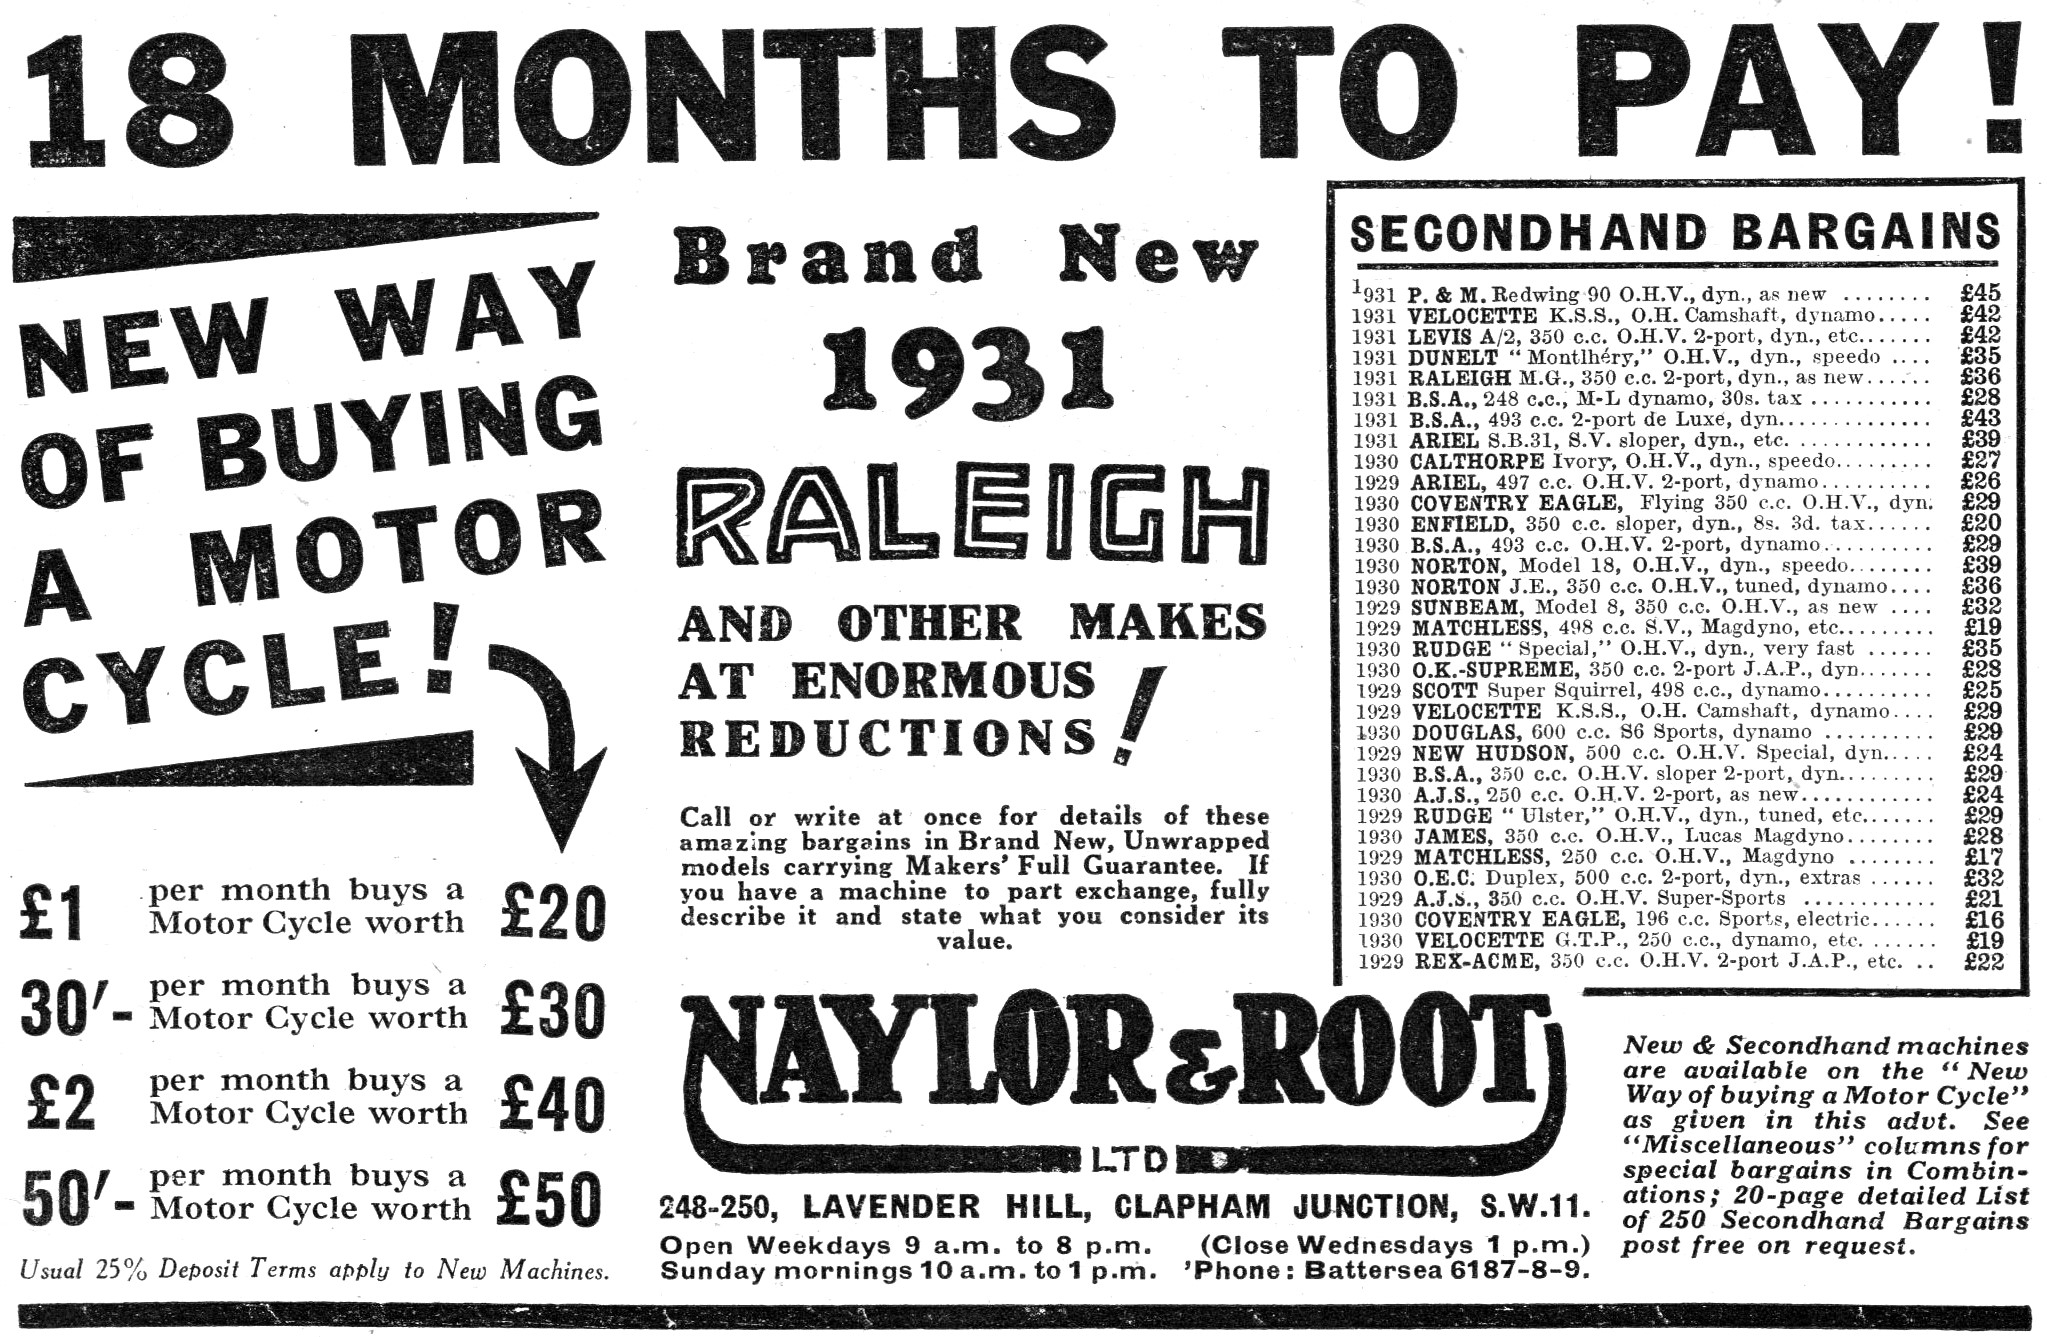 18 MONTHS TO PAY!
NEW WAY
OF BUYING
A MOTOR
CYCLE!
£1 per month buys a Motor Cycle worth £20
30/- per month buys a Motor Cycle worth £30
£2 per month buys a Motor Cycle worth £40
50/- per month buys a Motor Cycle worth £50
Usual 25% Deposit Terms apply to New Machines.
Brand New
1931
RALEIGH
AND OTHER MAKES
AT ENORMOUS
REDUCTIONS!
Call or write at once for details of these
amazing bargains in Brand New, Unwrapped
models carrying Makers' Full Guarantee. If
you have a machine to part exchange, fully
describe it and state what you consider its
value.
SECONDHAND BARGAINS
1931 P. & M. Redwing 90 O.H.V., dyn., as new ........ £45
1931 VELOCETTE K.S.S., O.H. Camshaft, dynamo..... £42
1931 LEVIS A/2, 350 c.c. O.H.V. 2-port, dyn., etc....... £42
1931 DUNELT "Montlhéry," O.H.V., dyn., speedo .... £35
1931 RALEIGH M.G., 350 c.c. 2-port, dyn., as new...... £36
1931 B.S.A., 248 c.c., M-L dynamo, 30s. tax ........... £28
1931 B.S.A., 493 c.c. 2-port de Luxe, dyn.............. £43
1931 ARIEL S.B.31, S.V. sloper, dyn., etc. ............ £39
1930 CALTHORPE Ivory, O.H.V., dyn., speedo......... £27
1929 ARIEL, 497 c.c. O.H.V. 2-port, dynamo.......... £26
1930 COVENTRY EAGLE, Flying 350 c.c. O.H.V., dyn. £29
1930 ENFIELD, 350 c.c. sloper, dyn., 8s. 3d. tax...... £20
1930 B.S.A., 493 c.c. O.H.V. 2-port, dynamo.......... £29
1930 NORTON, Model 18, O.H.V., dyn., speedo........ £39
1930 NORTON J.E., 350 c.c. O.H.V., tuned, dynamo.... £36
1929 SUNBEAM, Model 8, 350 c.c. O.H.V., as new .... £32
1929 MATCHLESS, 498 c.c. S.V., Magdyno, etc......... £19
1930 RUDGE "Special," O.H.V., dyn., very fast ...... £35
1930 O.K.-SUPREME, 350 c.c. 2-port J.A.P., dyn....... £28
1929 SCOTT Super Squirrel, 498 c.c., dynamo.......... £25
1929 VELOCETTE K.S.S., O.H. Camshaft, dynamo.... £29
1930 DOUGLAS, 600 c.c. S6 Sports, dynamo .......... £29
1929 NEW HUDSON, 500 c.c. O.H.V. Special, dyn..... £24
1930 B.S.A., 350 c.c. O.H.V. sloper 2-port, dyn......... £29
1930 A.J.S., 250 c.c. O.H.V. 2-port, as new............ £24
1929 RUDGE "Ulster," O.H.V., dyn., tuned, etc....... £29
1930 JAMES, 350 c.c. O.H.V., Lucas Magdyno........ £28
1929 MATCHLESS, 250 c.c. O.H.V., Magdyno ........ £17
1930 O.E.C. Duplex, 500 c.c. 2-port, dyn., extras ...... £32
1929 A.J.S., 350 c.c. O.H.V. Super-Sports ............ £21
1930 COVENTRY EAGLE, 196 c.c. Sports, electric...... £16
1930 VELOCETTE G.T.P., 250 c.c., dynamo, etc. ....... £19
1929 REX-ACME, 350 c.c. O.H.V. 2-port J.A.P., etc. .. £22
NAYLOR & ROOT
LTD
248-250, LAVENDER HILL, CLAPHAM JUNCTION, S.W.11.
Open Weekdays 9 a.m. to 8 p.m. (Close Wednesdays 1 p.m.)
Sunday mornings 10 a.m. to 1 p.m. 'Phone: Battersea 6187-8-9.
New & Secondhand machines
are available on the "New
Way of buying a Motor Cycle"
as given in this advt. See
"Miscellaneous" columns for
special bargains in Combin-
ations; 20-page detailed List
of 250 Secondhand Bargains
post free on request.